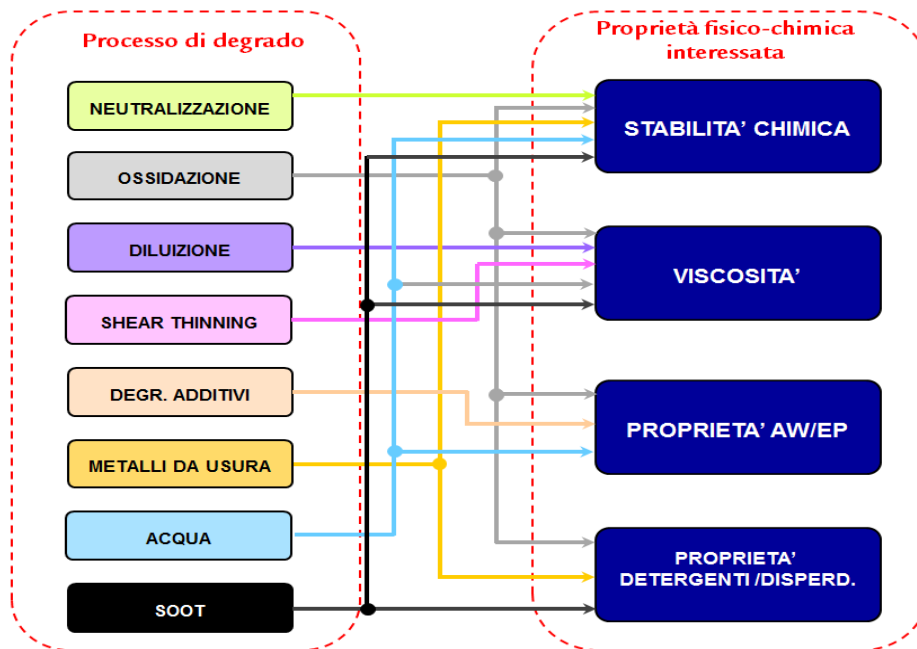 Processo di degrado
Proprietà fisico-chimica
interessata
NEUTRALIZZAZIONE
OSSIDAZIONE
DILUIZIONE
SHEAR THINNING
DEGR. ADDITIVI
METALLI DA USURA
ACQUA
SOOT
STABILITA’ CHIMICA
VISCOSITA’
PROPRIETA’ AW/EP
PROPRIETA’
DETERGENTI /DISPERD.